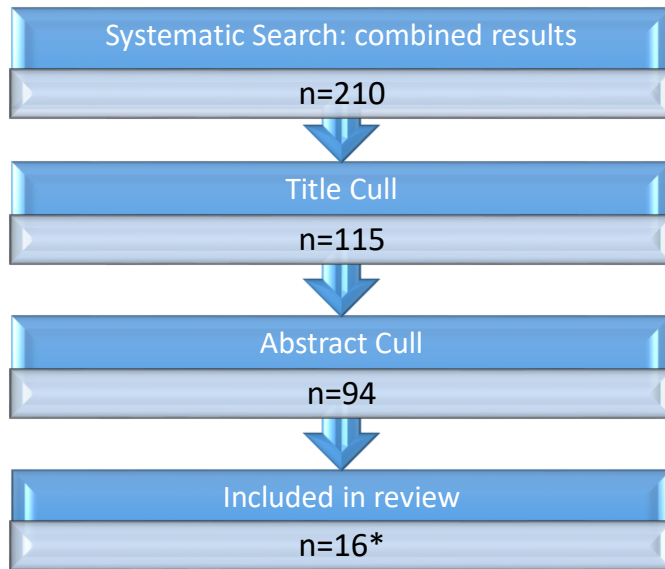 Systematic Search: combined results
n=210
Title Cull
n=115
Abstract Cull
n=94
Included in review
n=16*